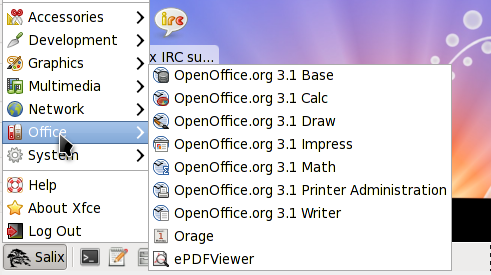 irc
x IRC su...
Accessories
Development
Graphics
Multimedia
Network
Office
System
Help
About Xfce
Log Out
Salix
OpenOffice.org 3.1 Base
OpenOffice.org 3.1 Calc
OpenOffice.org 3.1 Draw
OpenOffice.org 3.1 Impress
OpenOffice.org 3.1 Math
OpenOffice.org 3.1 Printer Administration
OpenOffice.org 3.1 Writer
Orage
ePDFViewer